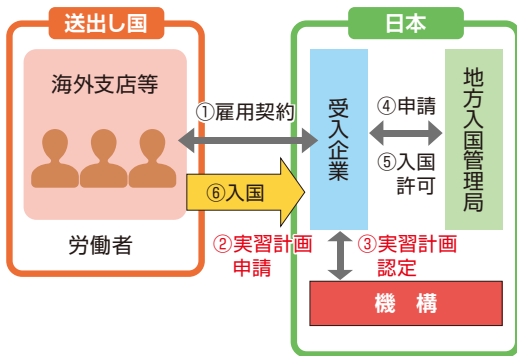 送出し国
海外支店等
労働者
日本
①雇用契約
受入企業
④申請
⑤入国
許可
地方入国管理局
⑥入国
②実習計画
申請
③実習計画
認定
機 構